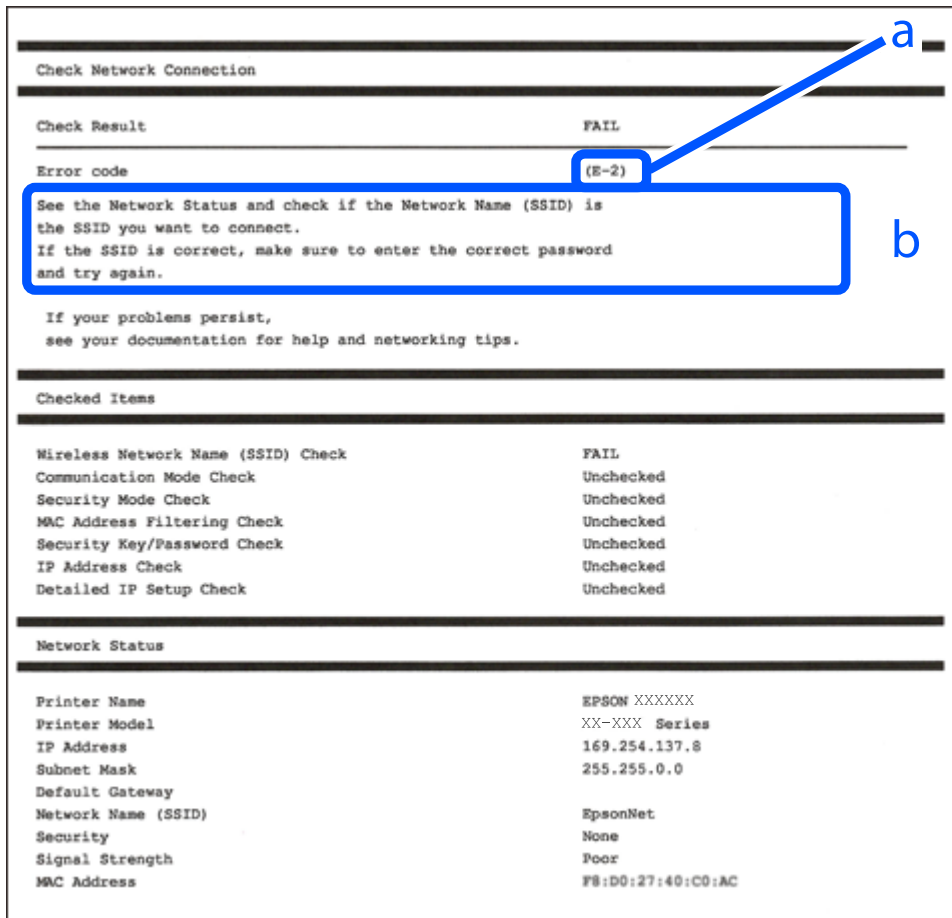 a
Check Network Connection
Check Result FAIL
Error code (E-2)
See the Network Status and check if the Network Name (SSID) is
the SSID you want to connect.
If the SSID is correct, make sure to enter the correct password
and try again.
b
If your problems persist,
see your documentation for help and networking tips.
Checked Items
Wireless Network Name (SSID) Check FAIL
Communication Mode Check Unchecked
Security Mode Check Unchecked
MAC Address Filtering Check Unchecked
Security Key/Password Check Unchecked
IP Address Check Unchecked
Detailed IP Setup Check Unchecked
Network Status
Printer Name EPSON XXXXXX
Printer Model XX-XXX Series
IP Address 169.254.137.8
Subnet Mask 255.255.0.0
Default Gateway
Network Name (SSID) EpsonNet
Security None
Signal Strength Poor
MAC Address F8:D0:27:40:C0:AC